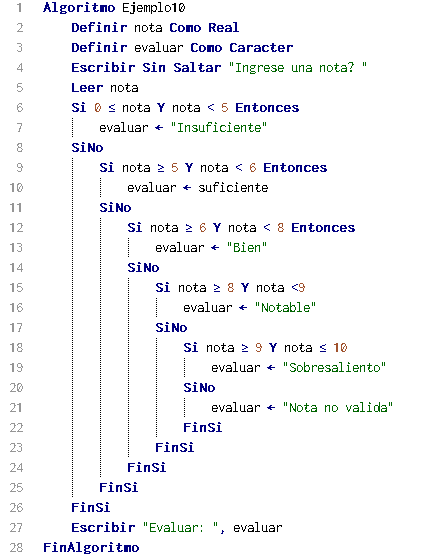 1 Algoritmo Ejemplo10
2 Definir nota Como Real
3 Definir evaluar Como Caracter
4 Escribir Sin Saltar "Ingrese una nota? "
5 Leer nota
6 Si 0 ≤ nota Y nota < 5 Entonces
7 evaluar ← "Insuficiente"
8 SiNo
9 Si nota ≥ 5 Y nota < 6 Entonces
10 evaluar ← suficiente
11 SiNo
12 Si nota ≥ 6 Y nota < 8 Entonces
13 evaluar ← "Bien"
14 SiNo
15 Si nota ≥ 8 Y nota <9
16 evaluar ← "Notable"
17 SiNo
18 Si nota ≥ 9 Y nota ≤ 10
19 evaluar ← "Sobresaliento"
20 SiNo
21 evaluar ← "Nota no valida"
22 FinSi
23 FinSi
24 FinSi
25 FinSi
26 FinSi
27 Escribir "Evaluar: ", evaluar
28 FinAlgoritmo